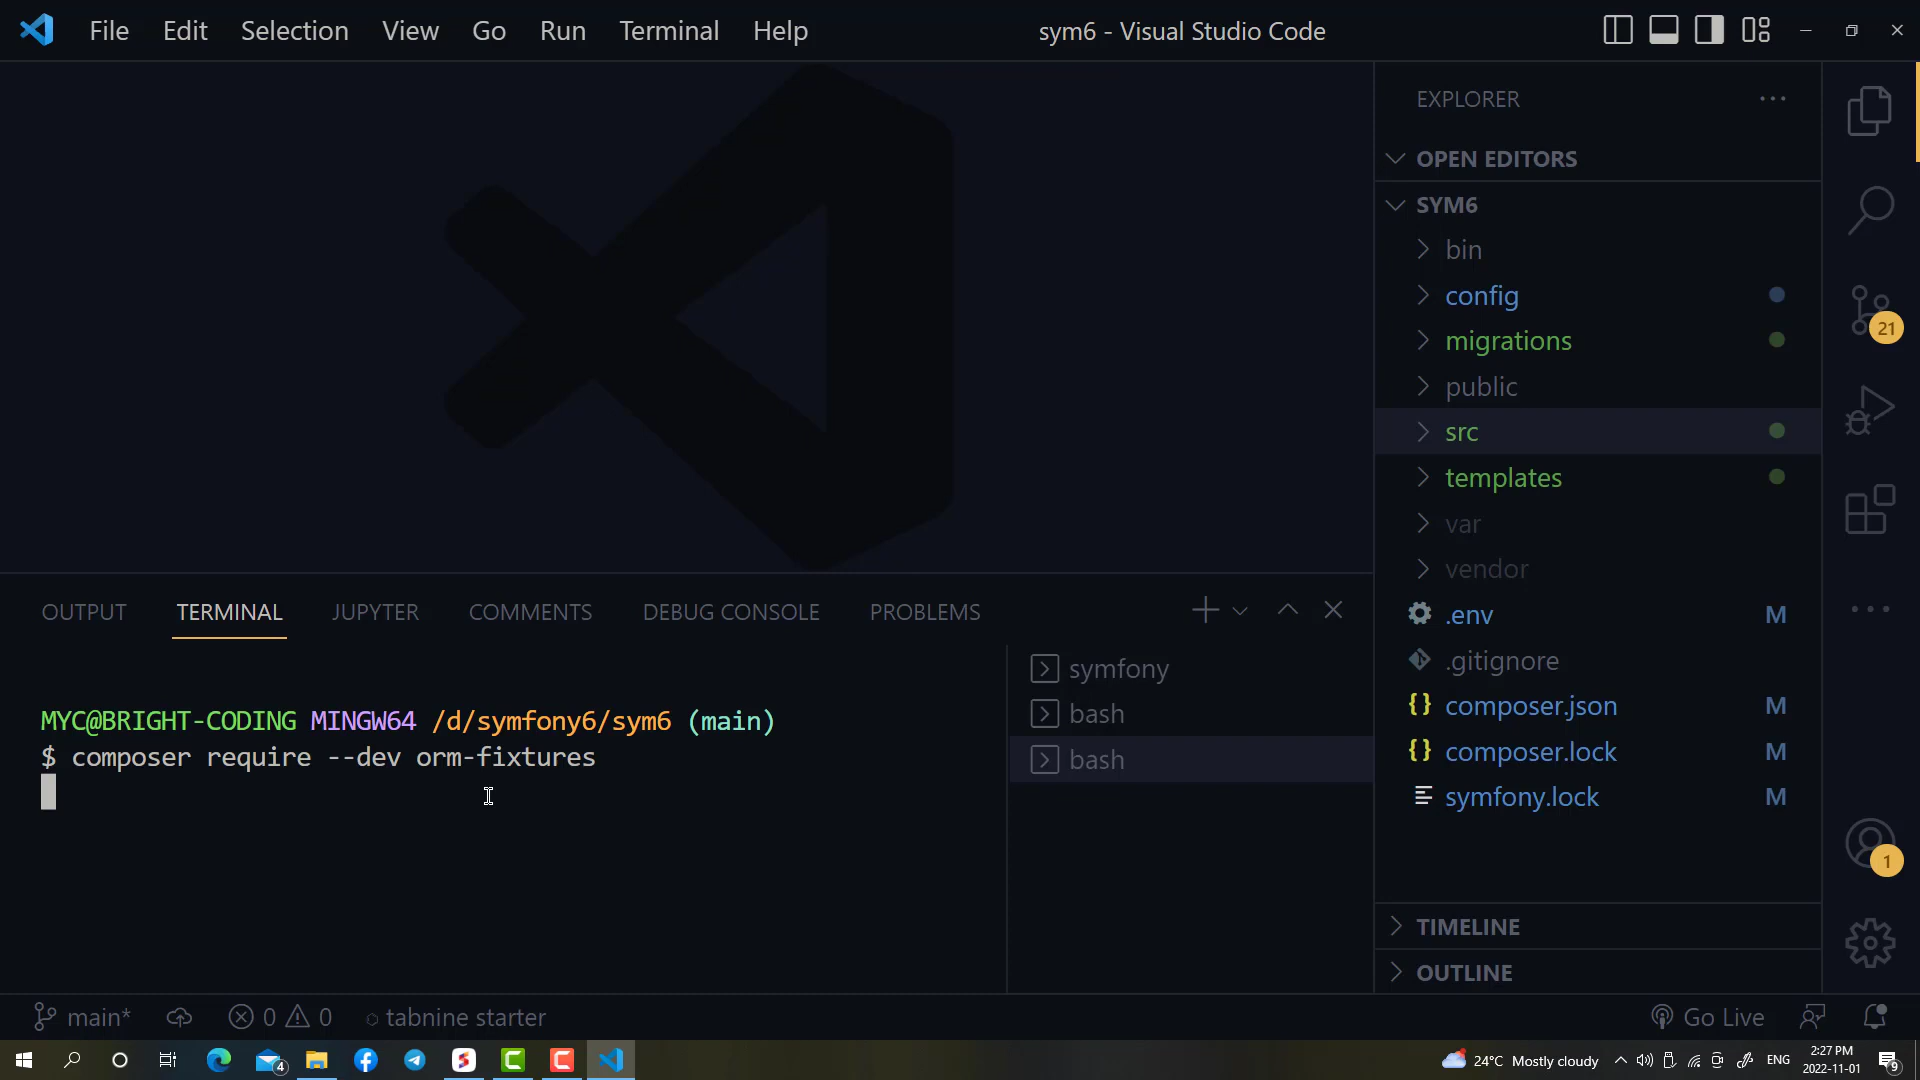 File Edit Selection View Go Run Terminal Help
sym6 - Visual Studio Code
EXPLORER
OPEN EDITORS
SYM6
bin
config
migrations
public
src
templates
var
vendor
.env M
.gitignore
composer.json M
composer.lock M
symfony.lock M
TIMELINE
OUTLINE
21
1
OUTPUT TERMINAL JUPYTER COMMENTS DEBUG CONSOLE PROBLEMS
MYC@BRIGHT-CODING MINGW64 /d/symfony6/sym6 (main)
$ composer require --dev orm-fixtures
symfony
bash
bash
main* 0 0 tabnine starter
Go Live
4
24°C Mostly cloudy
ENG
2:27 PM
2022-11-01
9